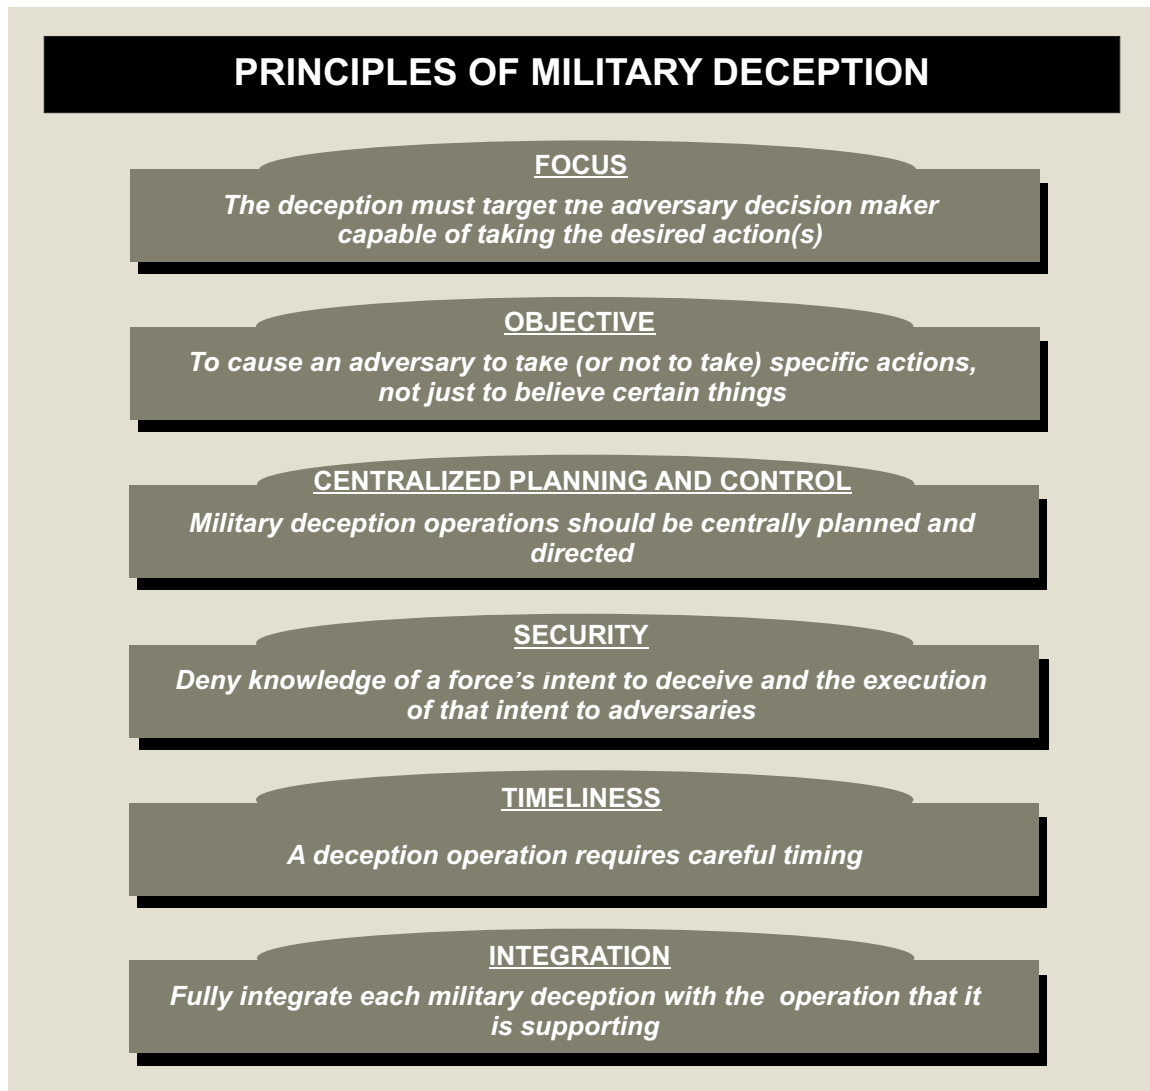 PRINCIPLES OF MILITARY DECEPTION
FOCUS
The deception must target the adversary decision maker
capable of taking the desired action(s)
OBJECTIVE
To cause an adversary to take (or not to take) specific actions,
not just to believe certain things
CENTRALIZED PLANNING AND CONTROL
Military deception operations should be centrally planned and
directed
SECURITY
Deny knowledge of a force’s intent to deceive and the execution
of that intent to adversaries
TIMELINESS
A deception operation requires careful timing
INTEGRATION
Fully integrate each military deception with the  operation that it
is supporting